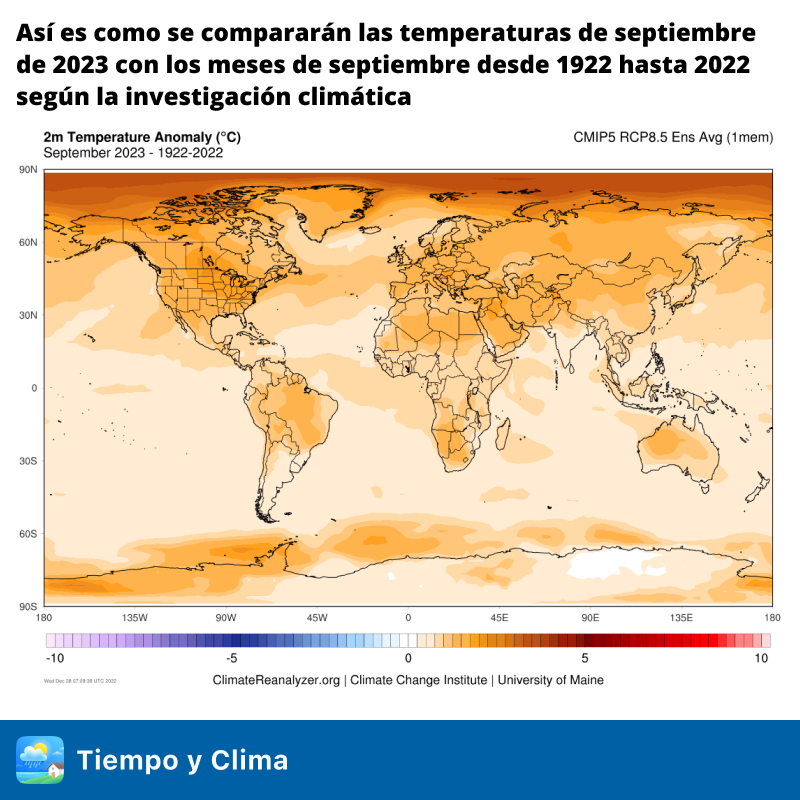 Así es como se compararán las temperaturas de septiembre
de 2023 con los meses de septiembre desde 1922 hasta 2022
según la investigación climática
2m Temperature Anomaly (°C)
CMIP5 RCP8.5 Ens Avg (1mem)
September 2023 - 1922-2022
90N
60N
30N
0
30S
60S
90S
180 135W 90W 45W 0 45E 90E 135E 180
-10 -5 0 5 10
Wed Dec 28 07:09:38 UTC 2022
ClimateReanalyzer.org | Climate Change Institute | University of Maine
Tiempo y Clima